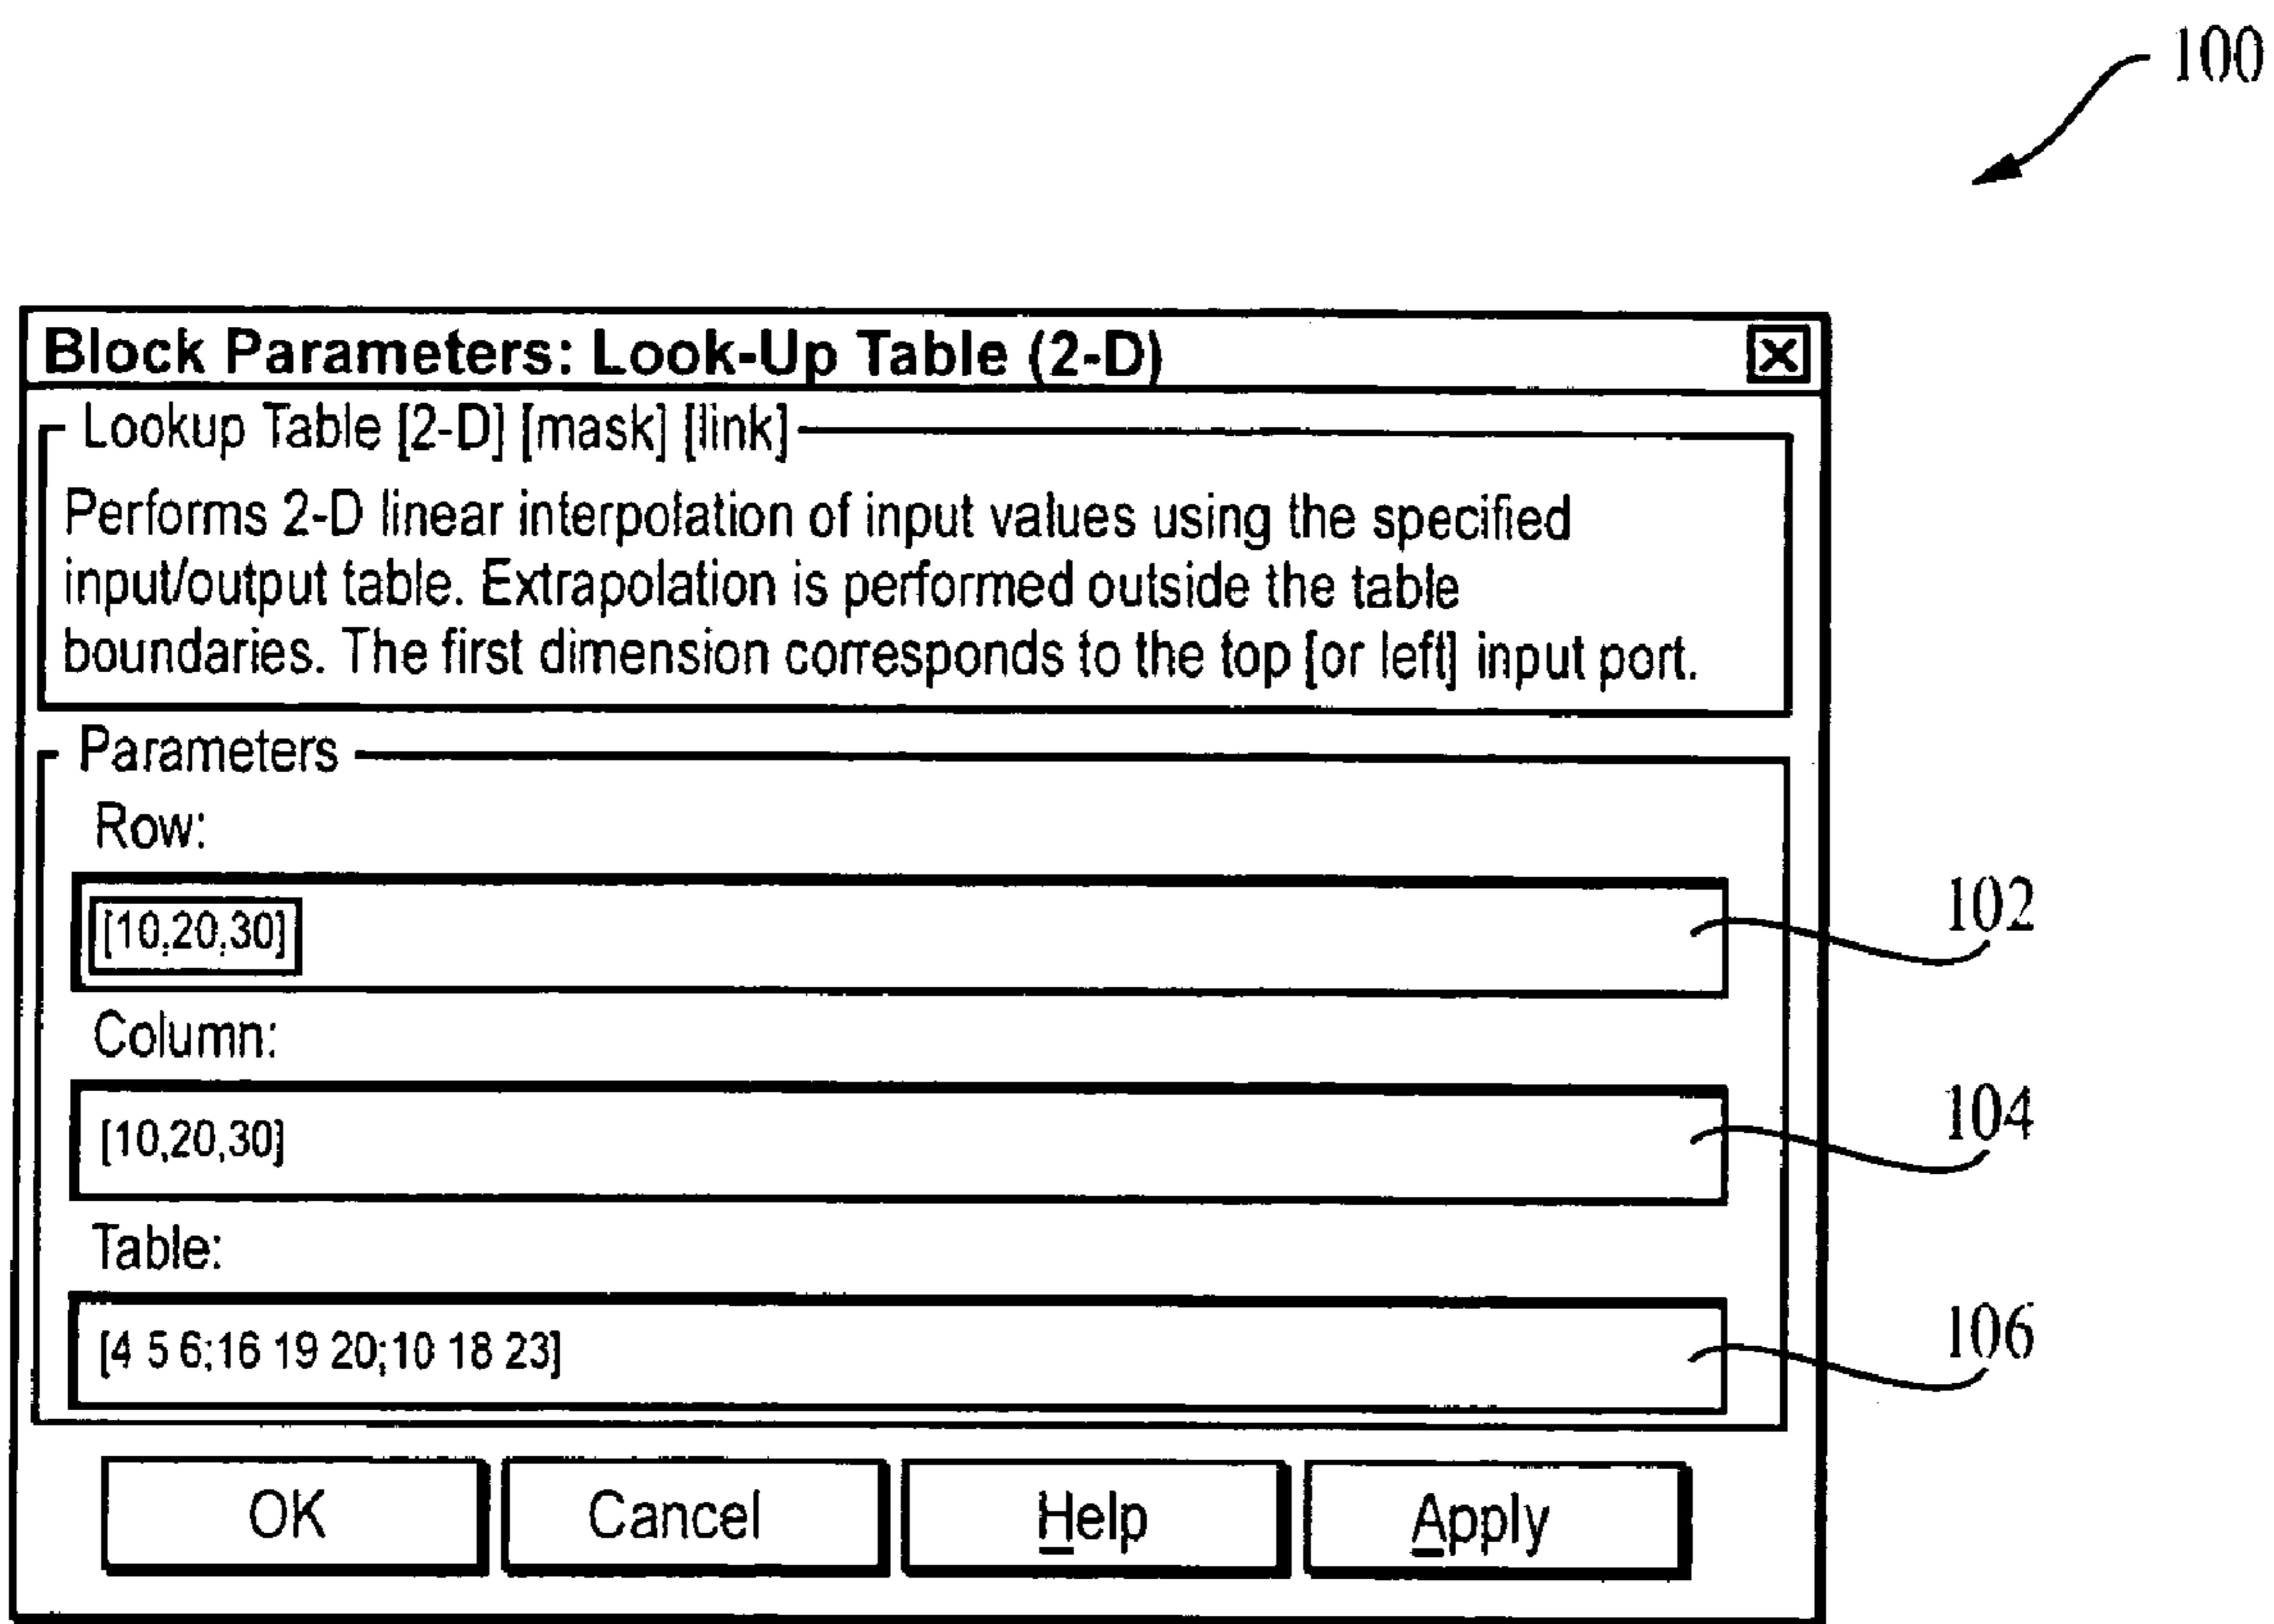 100
Block Parameters: Look-Up Table (2-D)
Lookup Table [2-D] [mask] [link]
Performs 2-D linear interpolation of input values using the specified
input/output table. Extrapolation is performed outside the table
boundaries. The first dimension corresponds to the top [or left] input port.
Parameters
Row:
[10,20,30]
102
Column:
[10,20,30]
104
Table:
[4 5 6;16 19 20;10 18 23]
106
OK Cancel Help Apply